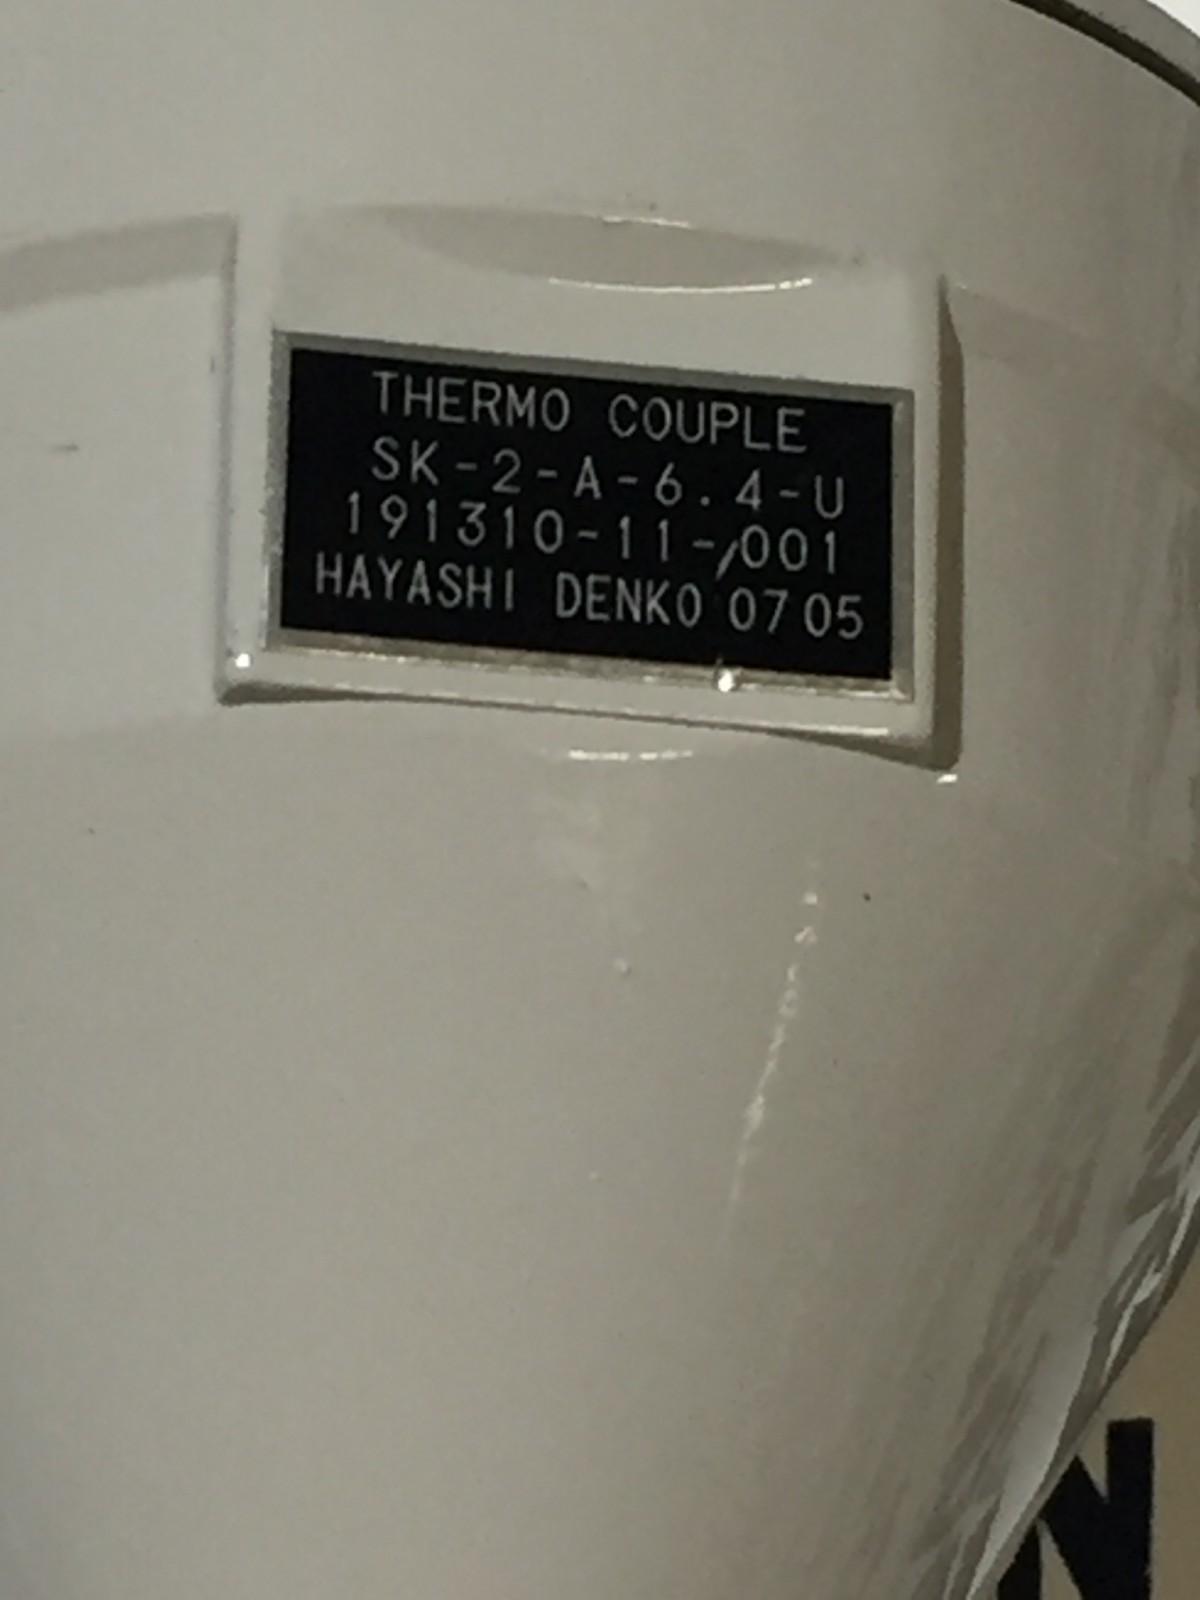 THERMO COUPLE
SK-2-A-6.4-U
191310-11-001
HAYASHI DENKO 0705
N